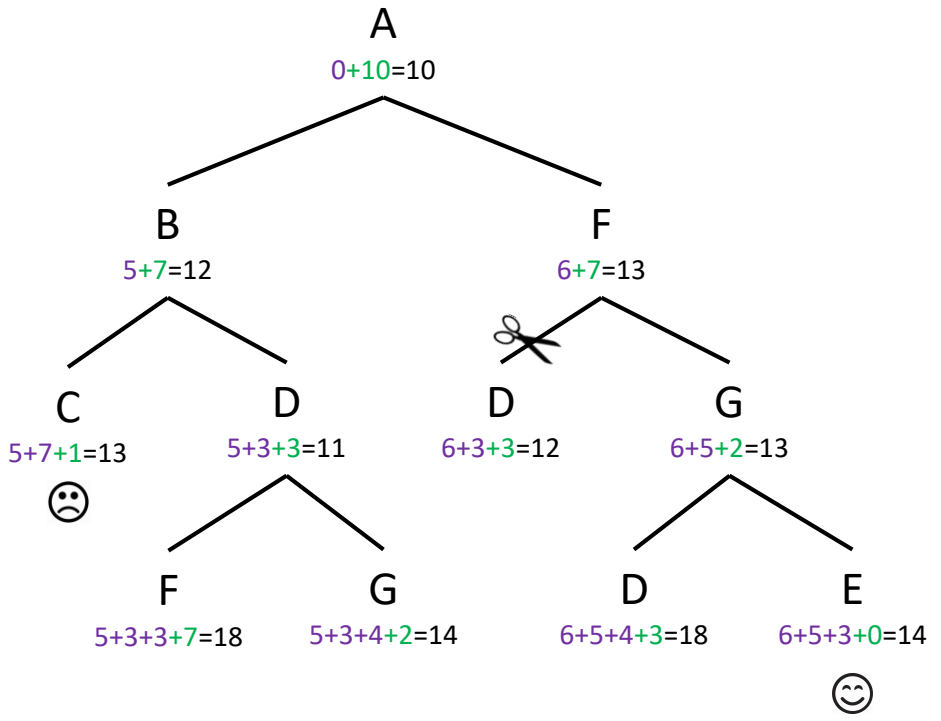 A
0+10=10
B
F
5+7=12
6+7=13
C
D
D
G
5+7+1=13
5+3+3=11
6+3+3=12
6+5+2=13
F
G
D
E
5+3+3+7=18
5+3+4+2=14
6+5+4+3=18
6+5+3+0=14